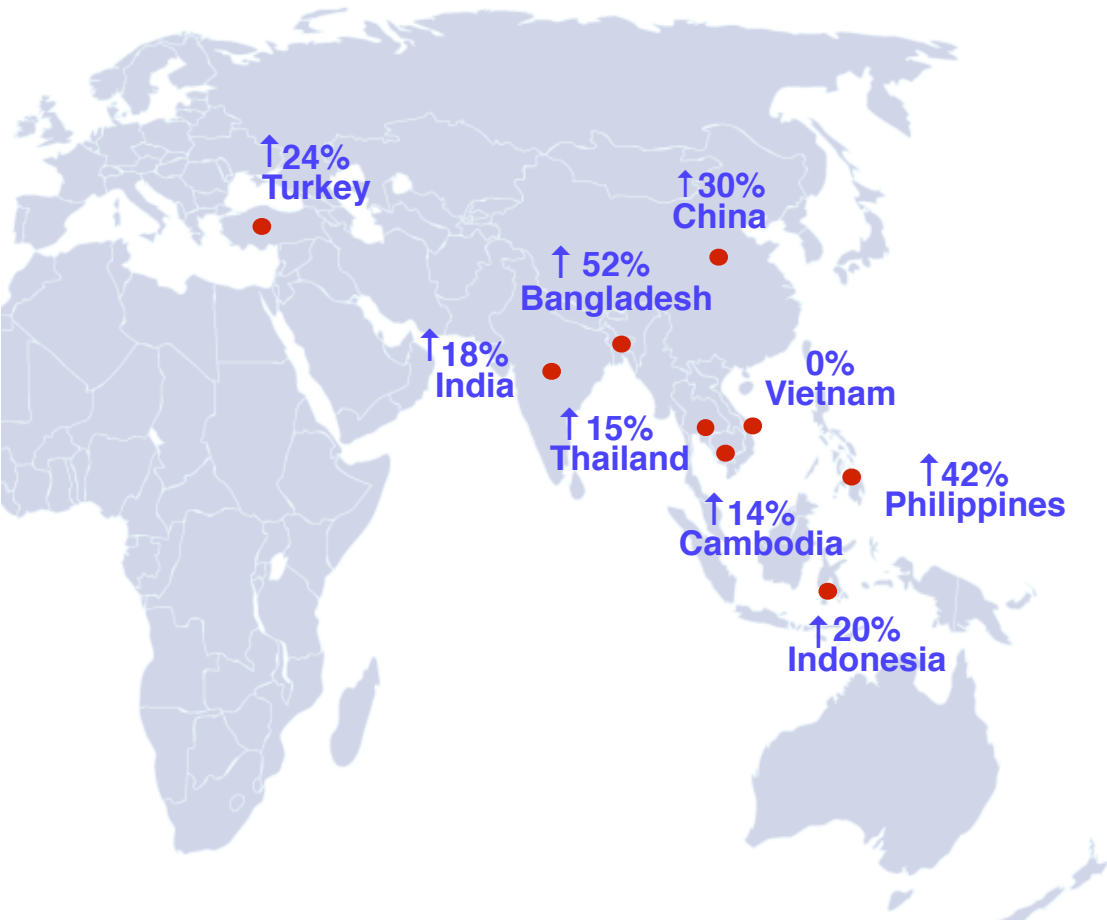 ↑24%
Turkey
↑30%
China
↑ 52%
Bangladesh
↑18%
India
0%
Vietnam
↑ 15%
Thailand
↑42%
Philippines
↑14%
Cambodia
↑20%
Indonesia